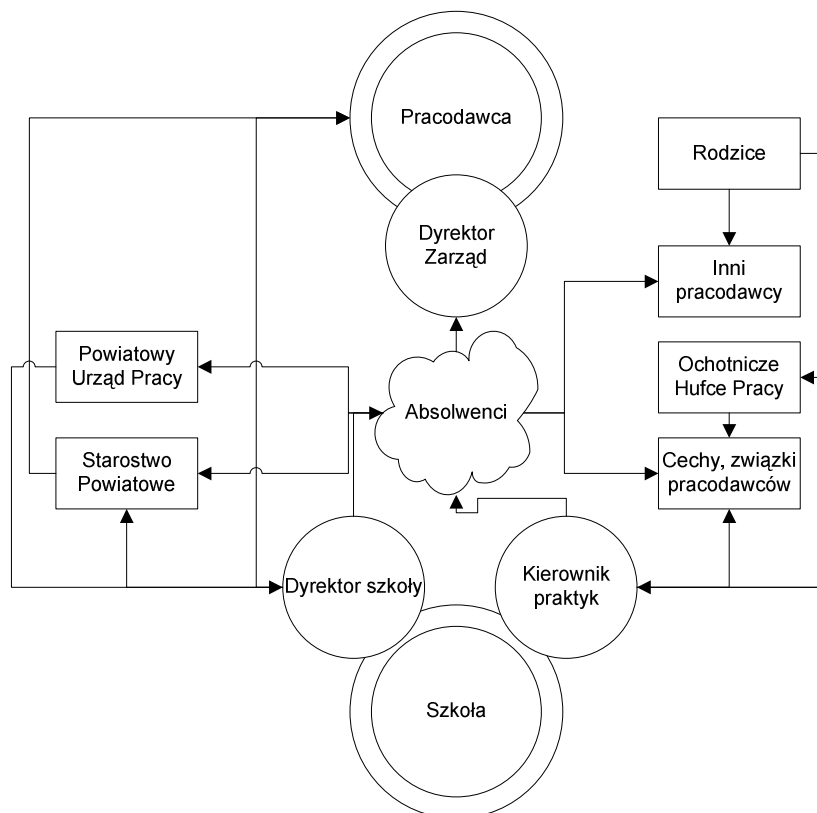 Pracodawca
Rodzice
Dyrektor
Zarząd
Inni
pracodawcy
Powiatowy
Urząd Pracy
Ochotnicze
Hufce Pracy
Absolwenci
Starostwo
Powiatowe
Cechy, związki
pracodawców
Dyrektor szkoły
Kierownik
praktyk
Szkoła